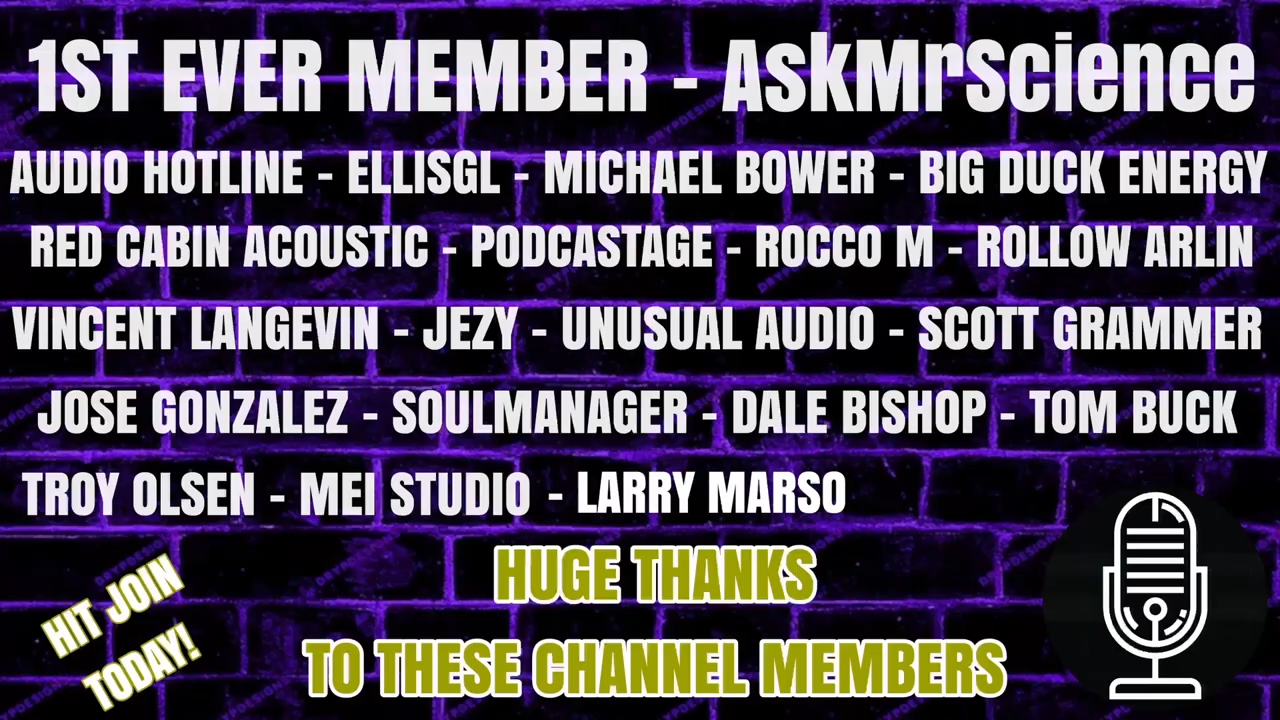 1ST EVER MEMBER - AskMrScience
AUDIO HOTLINE - ELLISGL - MICHAEL BOWER - BIG DUCK ENERGY
RED CABIN ACOUSTIC - PODCASTAGE - ROCCO M - ROLLOW ARLIN
VINCENT LANGEVIN - JEZY - UNUSUAL AUDIO - SCOTT GRAMMER
JOSE GONZALEZ - SOULMANAGER - DALE BISHOP - TOM BUCK
TROY OLSEN - MEI STUDIO - LARRY MARSO
HUGE THANKS
TO THESE CHANNEL MEMBERS
HIT JOIN
TODAY!